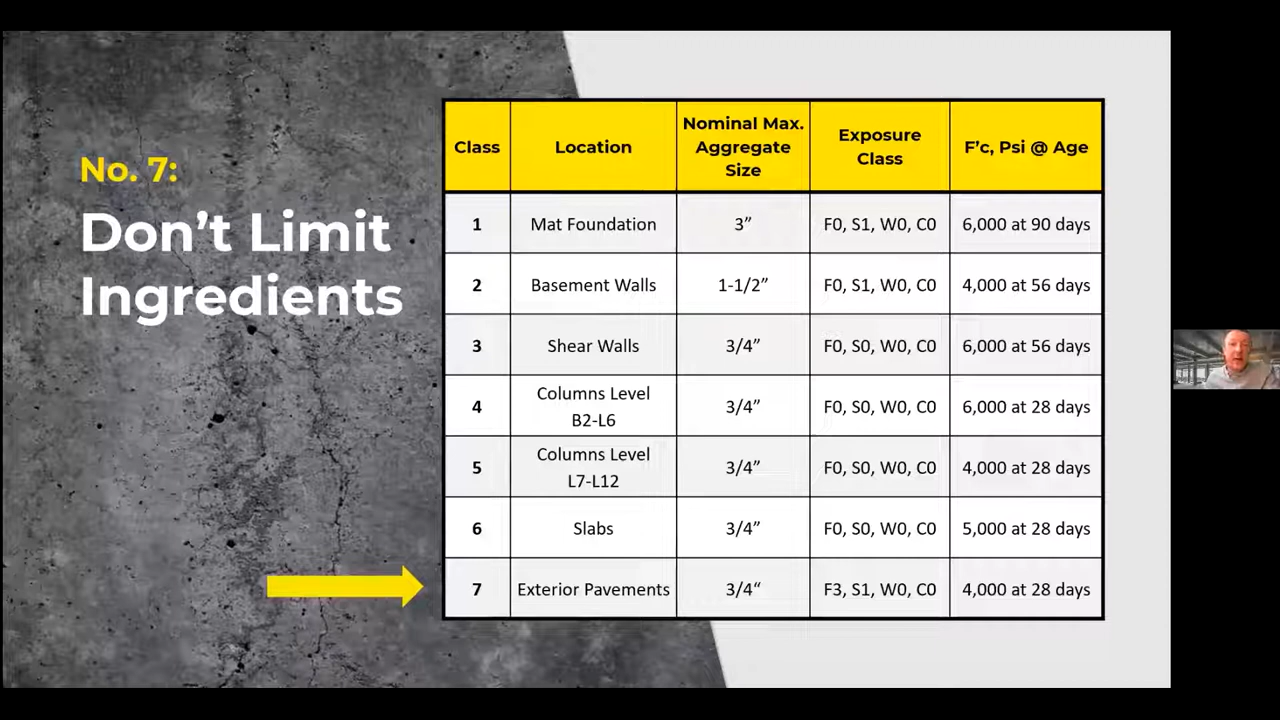 No. 7:
Don’t Limit
Ingredients
Class Location Nominal Max. Aggregate Size Exposure Class F’c, Psi @ Age
1 Mat Foundation 3” F0, S1, W0, C0 6,000 at 90 days
2 Basement Walls 1-1/2” F0, S1, W0, C0 4,000 at 56 days
3 Shear Walls 3/4” F0, S0, W0, C0 6,000 at 56 days
4 Columns Level B2-L6 3/4” F0, S0, W0, C0 6,000 at 28 days
5 Columns Level L7-L12 3/4” F0, S0, W0, C0 4,000 at 28 days
6 Slabs 3/4” F0, S0, W0, C0 5,000 at 28 days
7 Exterior Pavements 3/4“ F3, S1, W0, C0 4,000 at 28 days